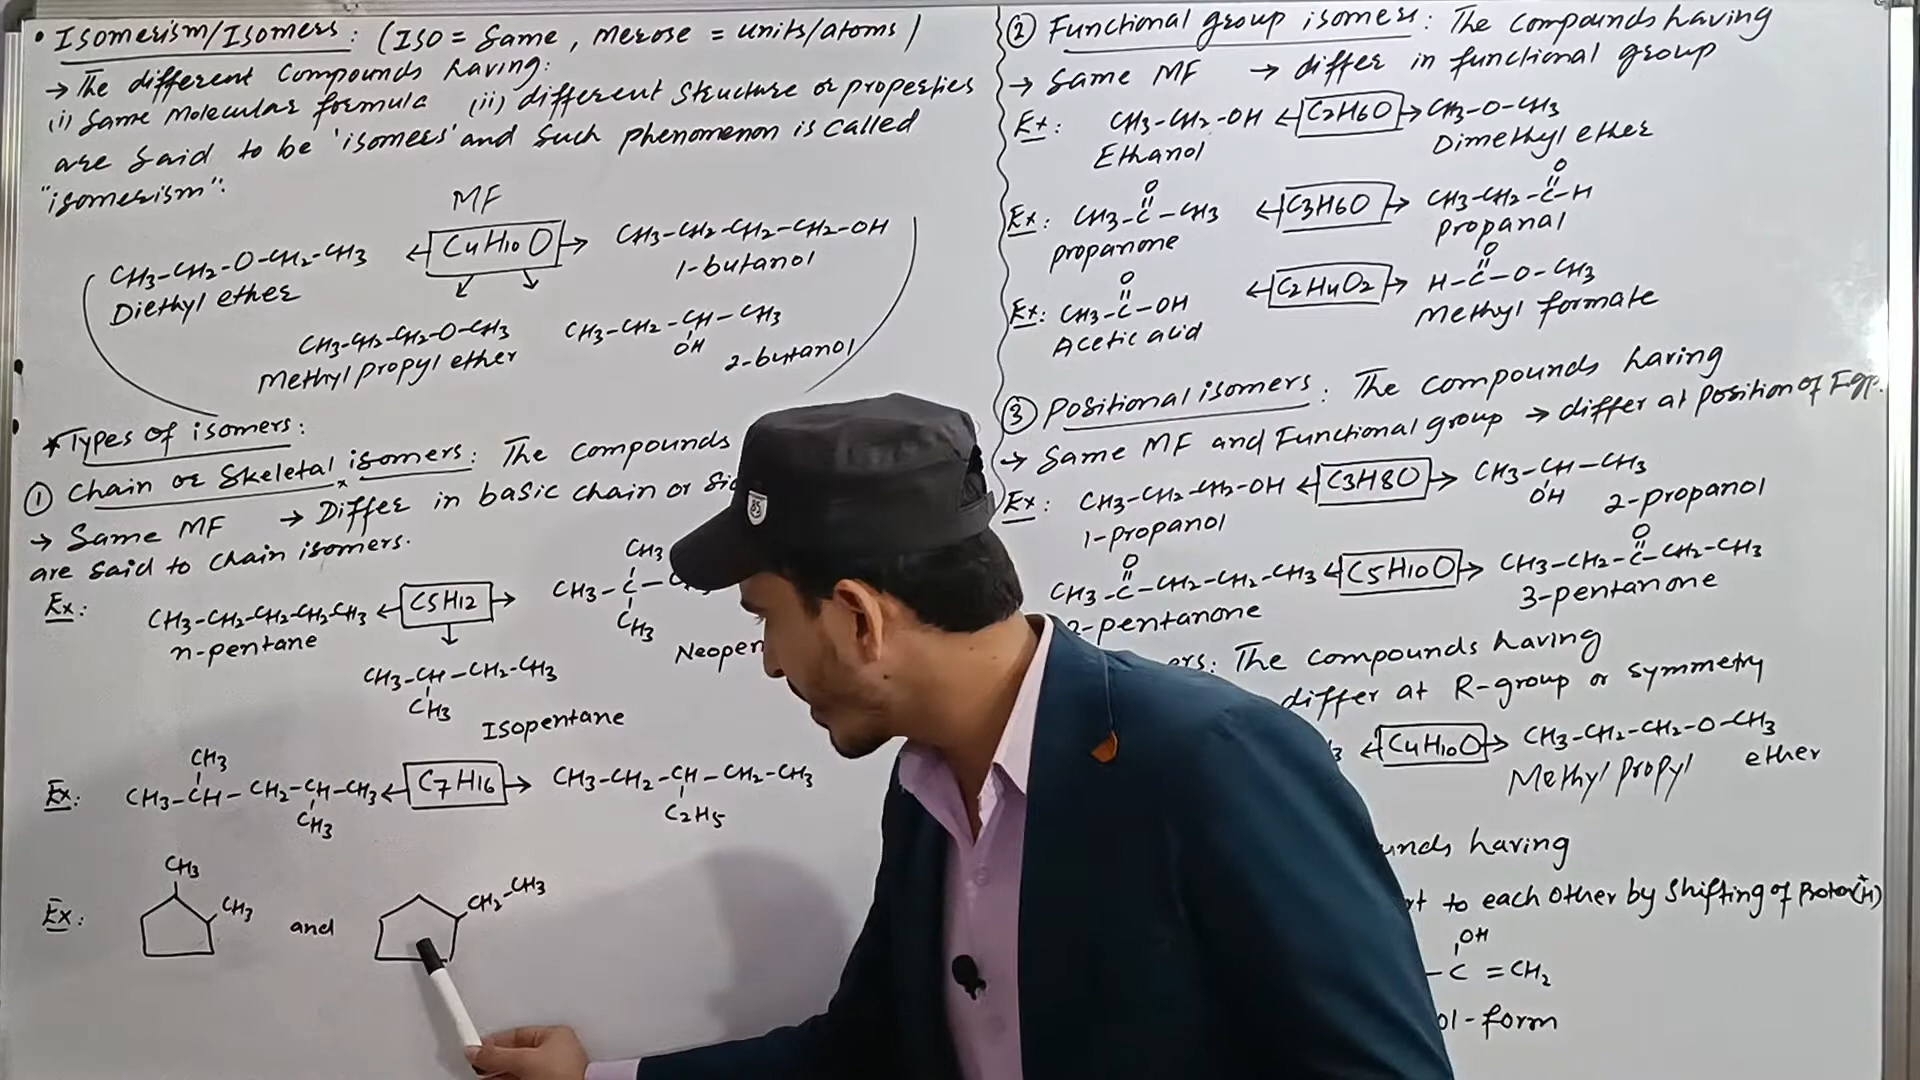 • Isomerism/Isomers: (Iso = Same, merose = units/atoms)
→ The different Compounds having:
(i) Same Molecular formula (ii) different Structure or properties
are said to be 'isomers' and such phenomenon is called
"isomerism":
MF
CH3-CH2-O-CH2-CH3 ← C4H10O → CH3-CH2-CH2-CH2-OH
Diethyl ether
1-butanol
CH3-CH2-CH2-O-CH3
Methyl propyl ether
CH3-CH2-CH-CH3
OH
2-butanol
* Types of isomers:
① Chain or Skeletal isomers: The Compounds
→ Same MF → Differ in basic chain or
are said to chain isomers.
Ex:
CH3-CH2-CH2-CH2-CH3 ← C5H12 →
n-pentane
CH3
CH3-C-
CH3
CH3-CH-CH2-CH3
CH3
Isopentane
CH3
Ex: CH3-CH-CH2-CH-CH3 ← C7H16 → CH3-CH2-CH-CH2-CH3
CH3
C2H5
Ex:
CH3
CH3
and
CH2-CH3
② Functional group isomers: The Compounds having
→ Same MF → differ in functional group
Ex: CH3-CH2-OH ← C2H6O → CH3-O-CH3
Ethanol
Dimethyl ether
O
O
Ex: CH3-C-CH3 ← C3H6O → CH3-CH2-C-H
propanone
propanal
O
O
Ex: CH3-C-OH ← C2H4O2 → H-C-O-CH3
Acetic acid
Methyl formate
③ Positional isomers: The Compounds having
→ Same MF and Functional group → differ at Position of Fgp.
Ex: CH3-CH2-CH2-OH ← C3H8O → CH3-CH-CH3
OH
1-propanol
2-propanol
O
O
CH3-C-CH2-CH2-CH3 ← C5H10O → CH3-CH2-C-CH2-CH3
2-pentanone
3-pentanone
The Compounds having
differ at R-group or symmetry
← C4H10O → CH3-CH2-CH2-O-CH3
Methyl propyl ether
having
to each other by shifting of Proton(H+)
OH
-C=CH2
-form